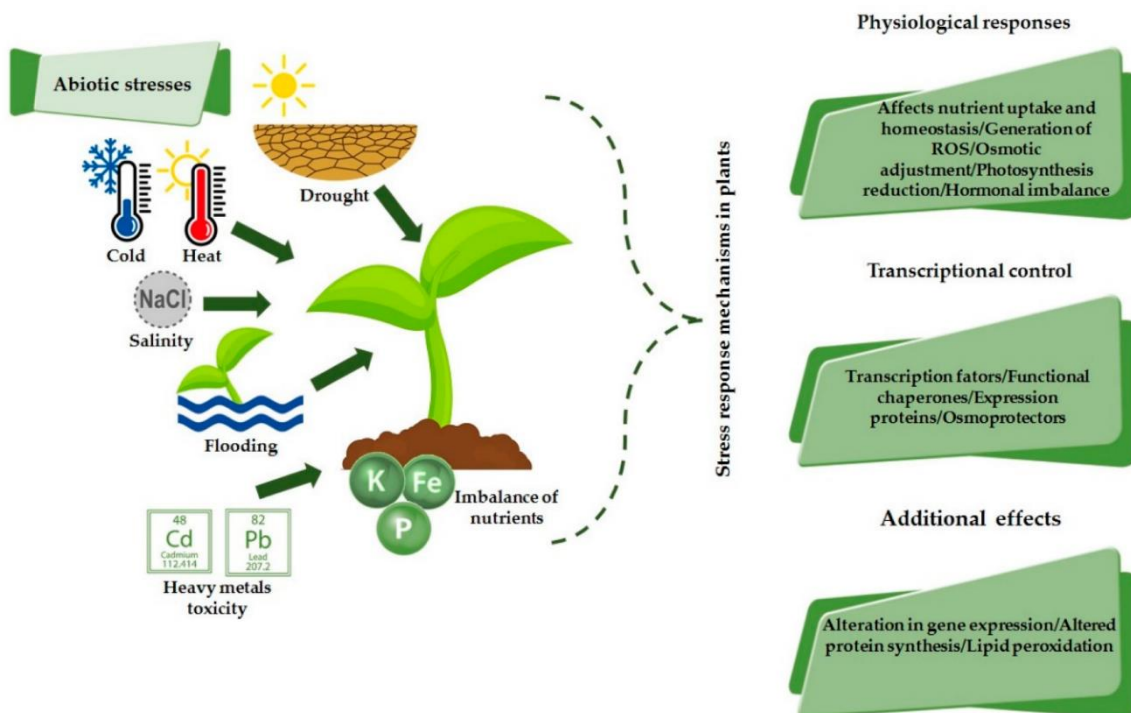 Abiotic stresses
Drought
Cold
Heat
NaCl
Salinity
Flooding
48
Cd
Cadmium
112.414
82
Pb
Lead
207.2
Heavy metals
toxicity
K
Fe
P
Imbalance of
nutrients
Stress response mechanisms in plants
Physiological responses
Affects nutrient uptake and
homeostasis/Generation of
ROS/Osmotic
adjustment/Photosynthesis
reduction/Hormonal imbalance
Transcriptional control
Transcription fators/Functional
chaperones/Expression
proteins/Osmoprotectors
Additional effects
Alteration in gene expression/Altered
protein synthesis/Lipid peroxidation